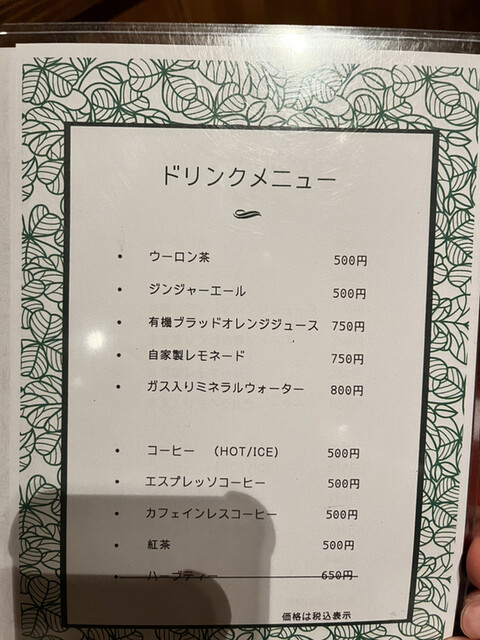 ドリンクメニュー
• ウーロン茶 500円
• ジンジャーエール 500円
• 有機ブラッドオレンジジュース 750円
• 自家製レモネード 750円
• ガス入りミネラルウォーター 800円
• コーヒー （HOT/ICE） 500円
• エスプレッソコーヒー 500円
• カフェインレスコーヒー 500円
• 紅茶 500円
• ハーブティー 650円
価格は税込表示